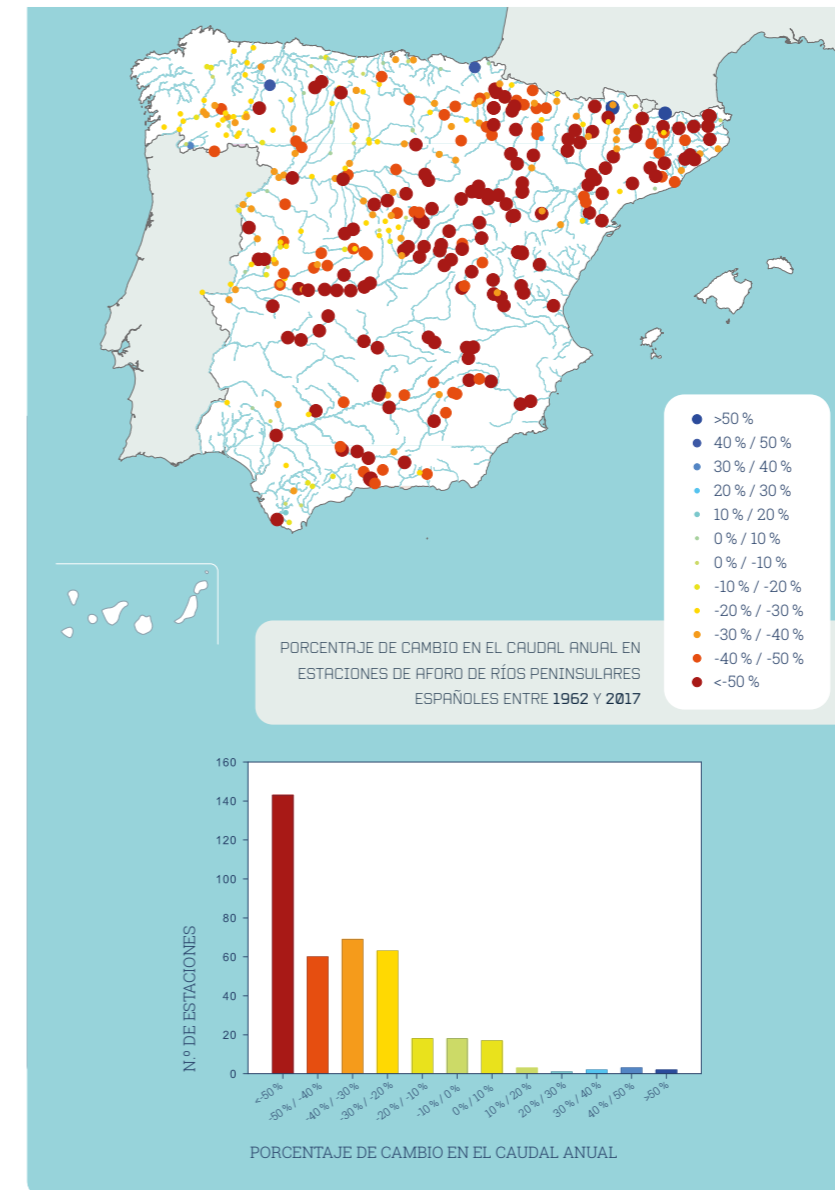 >50 %
40 % / 50 %
30 % / 40 %
20 % / 30 %
10 % / 20 %
0 % / 10 %
0 % / -10 %
-10 % / -20 %
-20 % / -30 %
-30 % / -40 %
-40 % / -50 %
<-50 %
PORCENTAJE DE CAMBIO EN EL CAUDAL ANUAL EN
ESTACIONES DE AFORO DE RÍOS PENINSULARES
ESPAÑOLES ENTRE 1962 Y 2017
160
140
120
100
80
60
40
20
0
N.º DE ESTACIONES
<-50 %
-50 % / -40 %
-40 % / -30 %
-30 % / -20 %
-20 % / -10 %
-10 % / 0 %
0 % / 10 %
10 % / 20 %
20 % / 30 %
30 % / 40 %
40 % / 50 %
>50 %
PORCENTAJE DE CAMBIO EN EL CAUDAL ANUAL